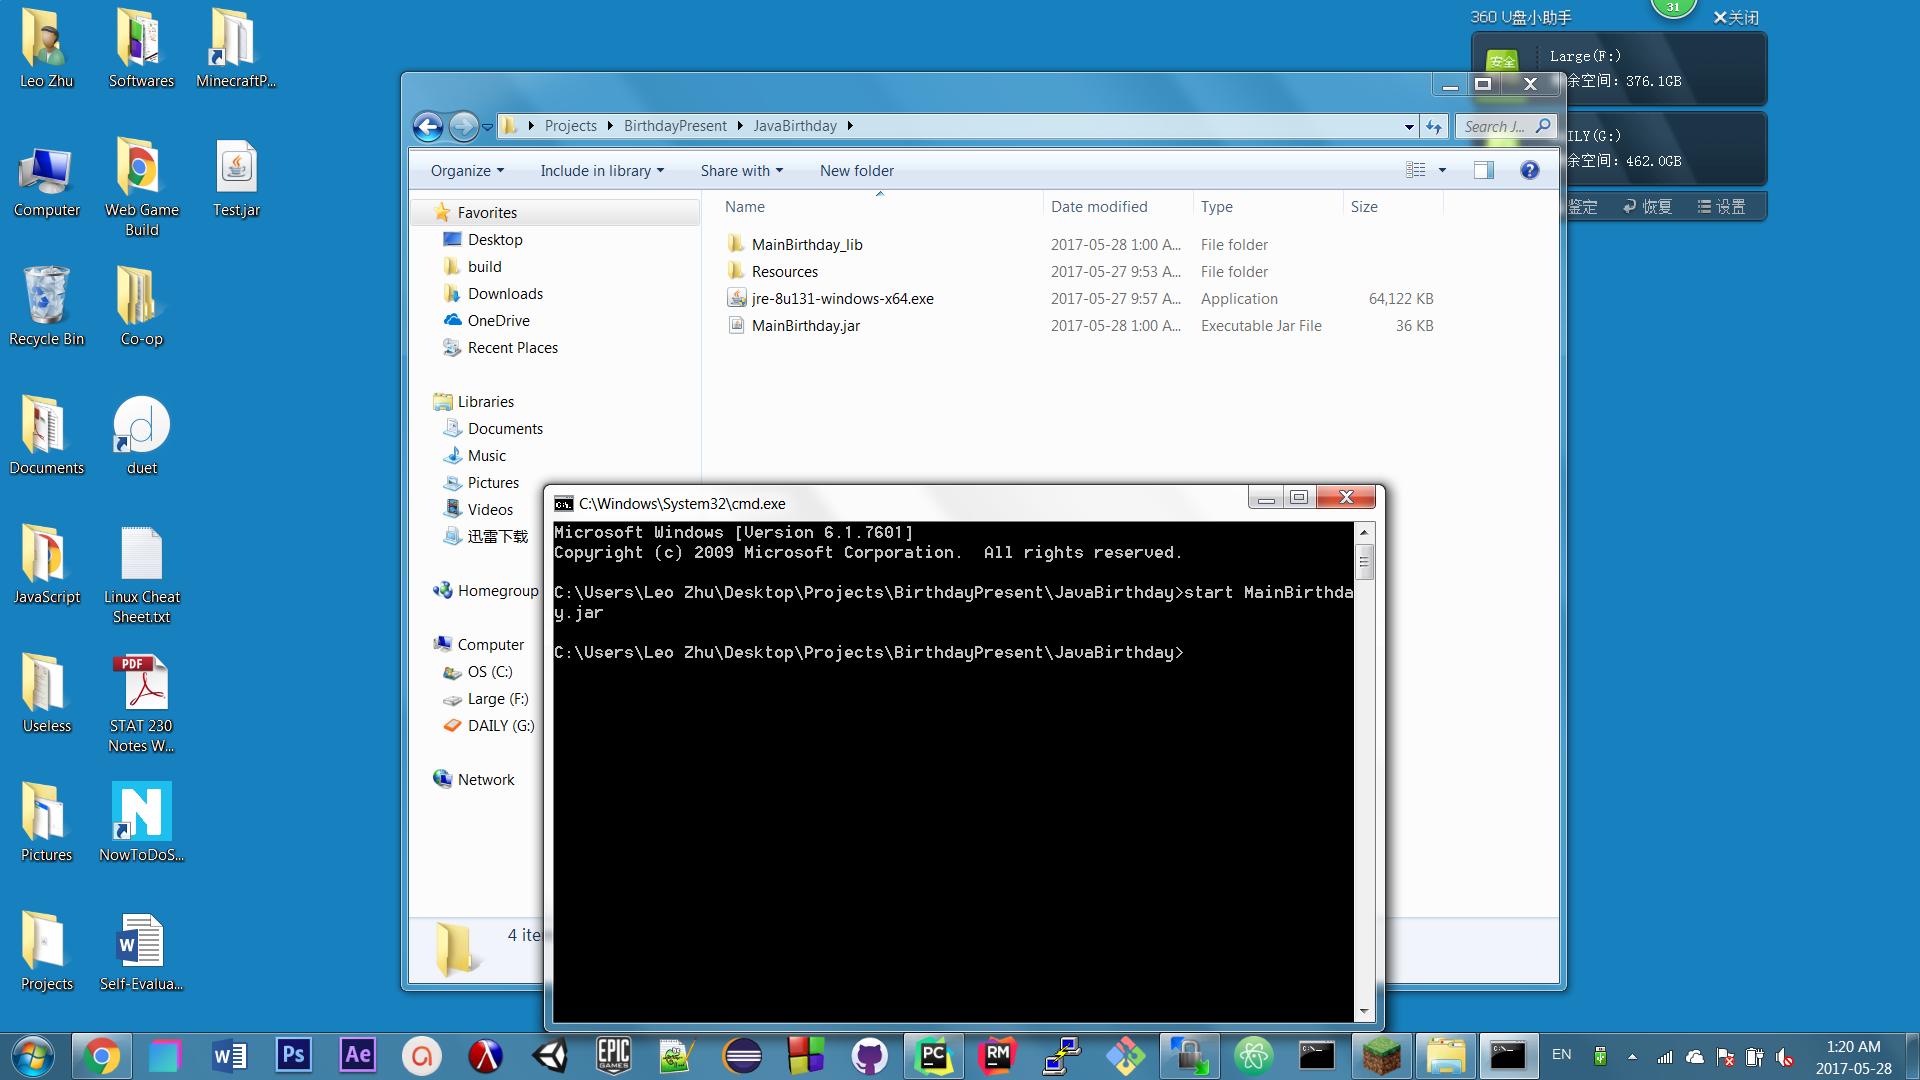 Leo Zhu
Softwares
MinecraftP...
Computer
Web Game
Build
Test.jar
Recycle Bin
Co-op
Documents
duet
JavaScript
Linux Cheat
Sheet.txt
Useless
PDF
STAT 230
Notes W...
Pictures
NowToDoS...
Projects
Self-Evalua...
360 U盘小助手
31
关闭
安全
Large(F:)
余空间: 376.1GB
ILY(G:)
余空间: 462.0GB
鉴定
恢复
设置
Projects
BirthdayPresent
JavaBirthday
Search J...
Organize
Include in library
Share with
New folder
Name
Date modified
Type
Size
MainBirthday_lib 2017-05-28 1:00 A... File folder
Resources 2017-05-27 9:53 A... File folder
jre-8u131-windows-x64.exe 2017-05-27 9:57 A... Application 64,122 KB
MainBirthday.jar 2017-05-28 1:00 A... Executable Jar File 36 KB
Favorites
Desktop
build
Downloads
OneDrive
Recent Places
Libraries
Documents
Music
Pictures
Videos
迅雷下载
Homegroup
Computer
OS (C:)
Large (F:)
DAILY (G:)
Network
4 ite
C:\Windows\System32\cmd.exe
Microsoft Windows [Version 6.1.7601]
Copyright (c) 2009 Microsoft Corporation.  All rights reserved.
C:\Users\Leo Zhu\Desktop\Projects\BirthdayPresent\JavaBirthday>start MainBirthda
y.jar
C:\Users\Leo Zhu\Desktop\Projects\BirthdayPresent\JavaBirthday>
Ps
Ae
EPIC
GAMES
PC
RM
EN
1:20 AM
2017-05-28